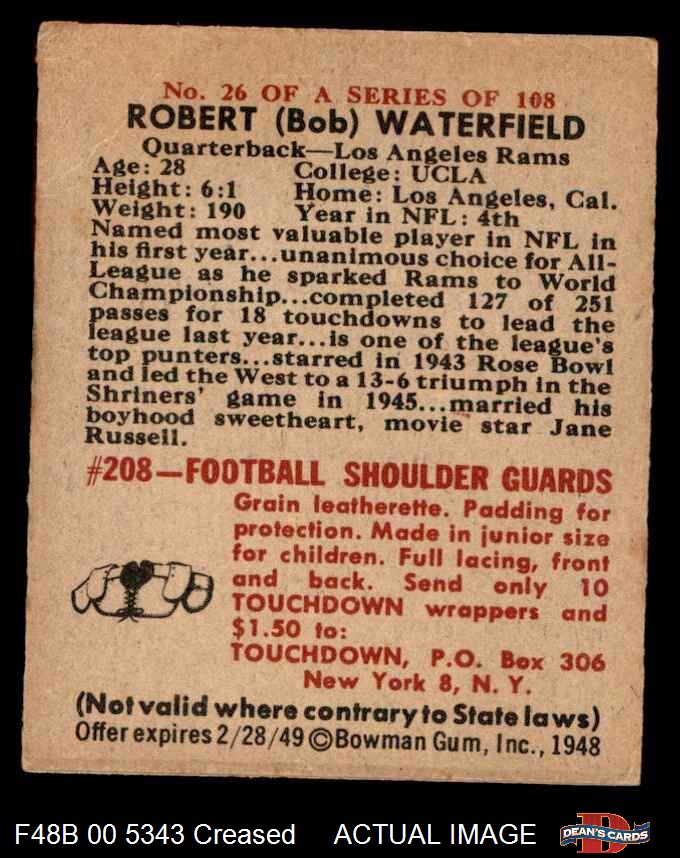 No. 26 OF A SERIES OF 108
ROBERT (Bob) WATERFIELD
Quarterback—Los Angeles Rams
Age: 28 College: UCLA
Height: 6:1 Home: Los Angeles, Cal.
Weight: 190 Year in NFL: 4th
Named most valuable player in NFL in
his first year...unanimous choice for All-
League as he sparked Rams to World
Championship...completed 127 of 251
passes for 18 touchdowns to lead the
league last year...is one of the league's
top punters...starred in 1943 Rose Bowl
and led the West to a 13-6 triumph in the
Shriners' game in 1945...married his
boyhood sweetheart, movie star Jane
Russell.
#208—FOOTBALL SHOULDER GUARDS
Grain leatherette. Padding for
protection. Made in junior size
for children. Full lacing, front
and back. Send only 10
TOUCHDOWN wrappers and
$1.50 to:
TOUCHDOWN, P.O. Box 306
New York 8, N. Y.
(Not valid where contrary to State laws)
Offer expires 2/28/49 ©Bowman Gum, Inc., 1948
F48B 00 5343 Creased ACTUAL IMAGE
D
DEAN'S CARDS